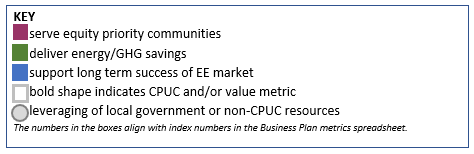 KEY
serve equity priority communities
deliver energy/GHG savings
support long term success of EE market
bold shape indicates CPUC and/or value metric
leveraging of local government or non-CPUC resources
The numbers in the boxes align with index numbers in the Business Plan metrics spreadsheet.